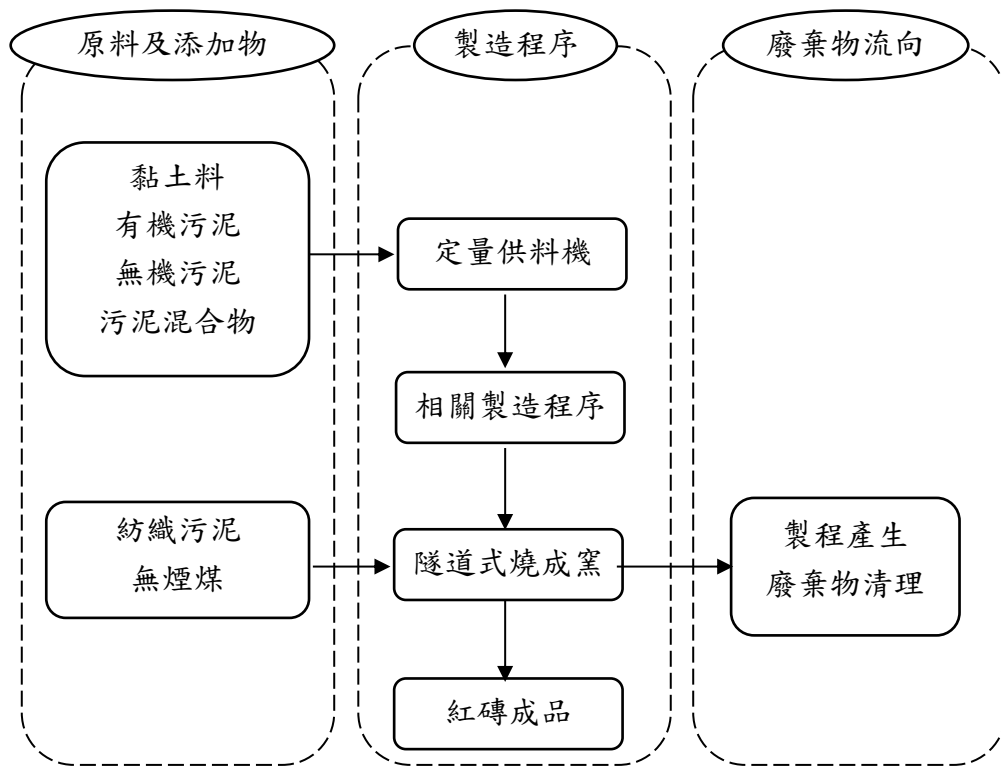 原料及添加物
製造程序
廢棄物流向
黏土料
有機污泥
無機污泥
污泥混合物
定量供料機
相關製造程序
紡織污泥
無煙煤
隧道式燒成窯
製程產生
廢棄物清理
紅磚成品